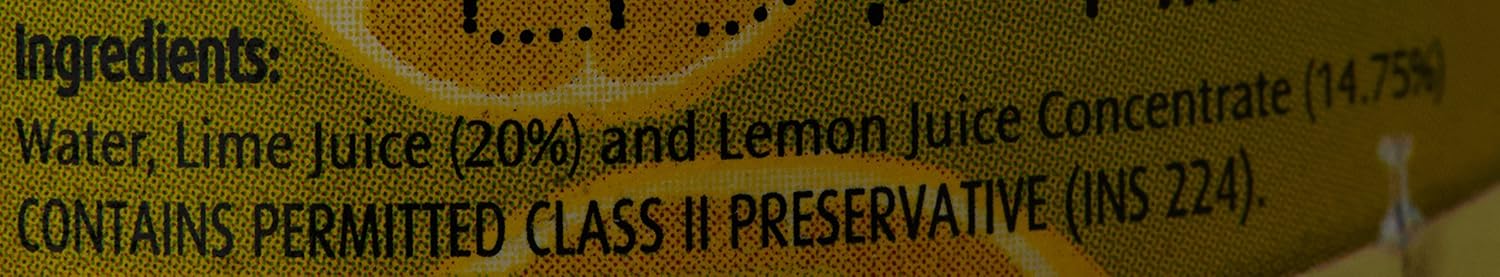 Ingredients:
Water, Lime Juice (20%) and Lemon Juice Concentrate (14.75%)
CONTAINS PERMITTED CLASS II PRESERVATIVE (INS 224).